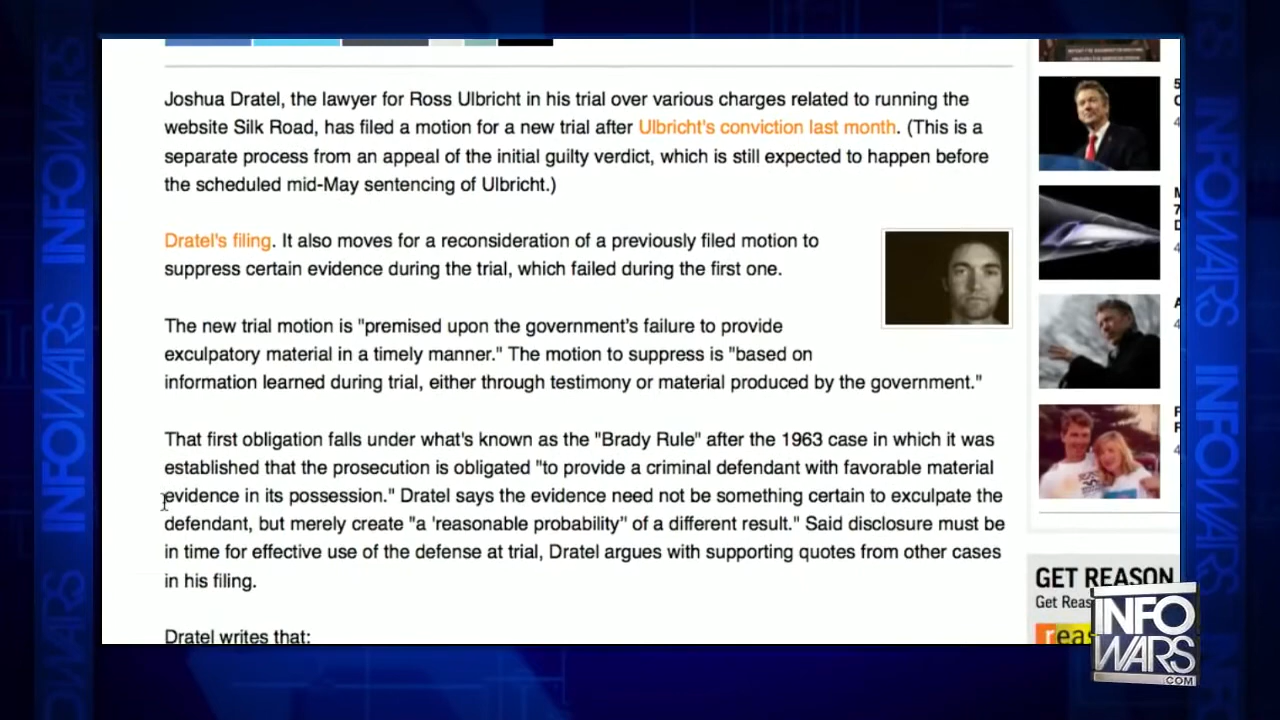 Joshua Dratel, the lawyer for Ross Ulbricht in his trial over various charges related to running the
website Silk Road, has filed a motion for a new trial after Ulbricht's conviction last month. (This is a
separate process from an appeal of the initial guilty verdict, which is still expected to happen before
the scheduled mid-May sentencing of Ulbricht.)
Dratel's filing. It also moves for a reconsideration of a previously filed motion to
suppress certain evidence during the trial, which failed during the first one.
The new trial motion is "premised upon the government's failure to provide
exculpatory material in a timely manner." The motion to suppress is "based on
information learned during trial, either through testimony or material produced by the government."
That first obligation falls under what's known as the "Brady Rule" after the 1963 case in which it was
established that the prosecution is obligated "to provide a criminal defendant with favorable material
evidence in its possession." Dratel says the evidence need not be something certain to exculpate the
defendant, but merely create "a 'reasonable probability" of a different result." Said disclosure must be
in time for effective use of the defense at trial, Dratel argues with supporting quotes from other cases
in his filing.
Dratel writes that:
GET REASON
Get Reas
reas
INFO
WARS
.COM
INFOWARS
INFOWARS
INFOWARS
INFOWARS
INFOWARS
INFOWARS